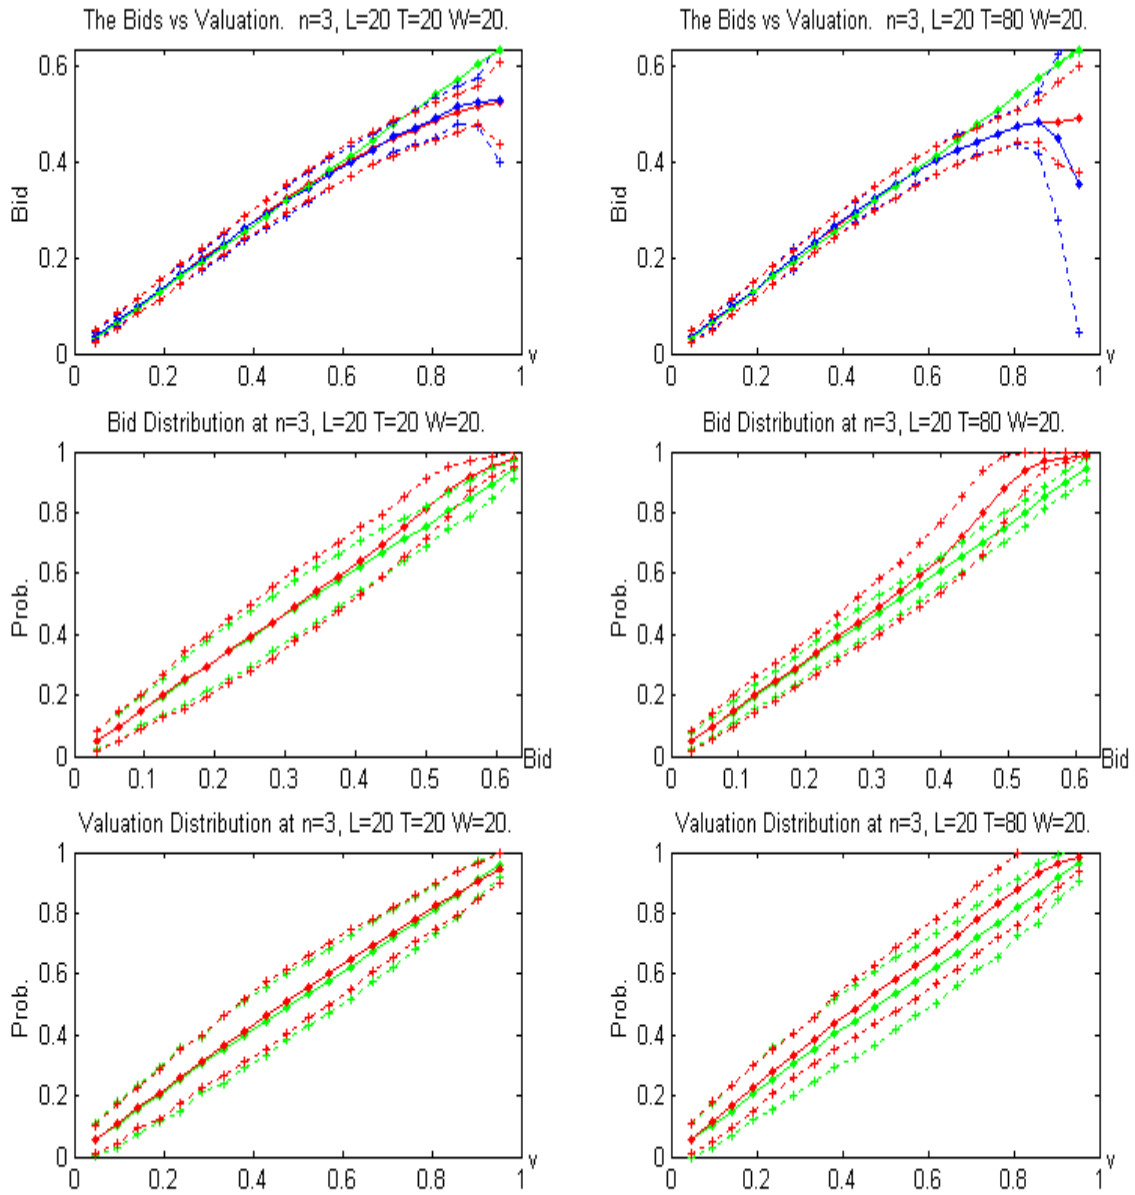 The Bids vs Valuation. n=3, L=20 T=20 W=20.
0.6
0.4
0.2
0
Bid
0 0.2 0.4 0.6 0.8 1 v
The Bids vs Valuation. n=3, L=20 T=80 W=20.
0.6
0.4
0.2
0
Bid
0 0.2 0.4 0.6 0.8 1 v
Bid Distribution at n=3, L=20 T=20 W=20.
1
0.8
0.6
0.4
0.2
0
Prob.
0 0.1 0.2 0.3 0.4 0.5 0.6 Bid
Bid Distribution at n=3, L=20 T=80 W=20.
1
0.8
0.6
0.4
0.2
0
Prob.
0 0.1 0.2 0.3 0.4 0.5 0.6 Bid
Valuation Distribution at n=3, L=20 T=20 W=20.
1
0.8
0.6
0.4
0.2
0
Prob.
0 0.2 0.4 0.6 0.8 1 v
Valuation Distribution at n=3, L=20 T=80 W=20.
1
0.8
0.6
0.4
0.2
0
Prob.
0 0.2 0.4 0.6 0.8 1 v